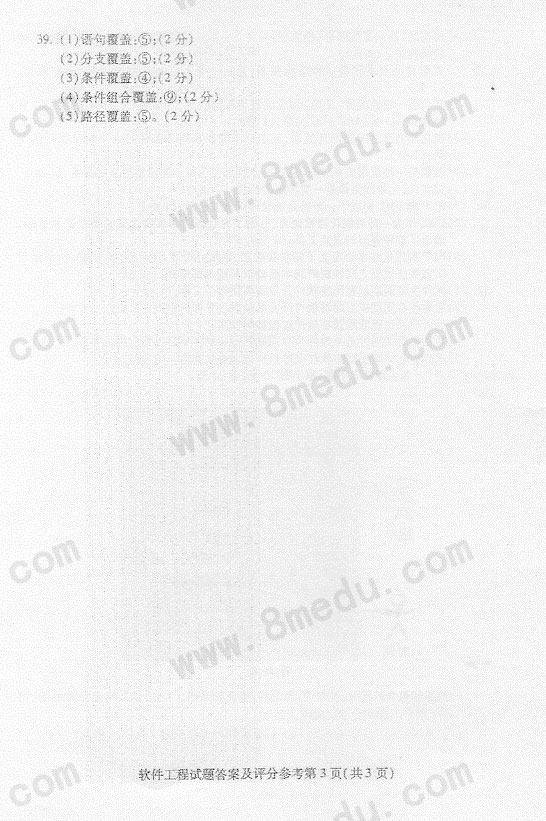 39. (1)语句覆盖:⑤;(2分)
(2)分支覆盖:⑤;(2分)
(3)条件覆盖:④;(2分)
(4)条件组合覆盖:⑨;(2分)
(5)路径覆盖:⑤。(2分)
com
www.8medu.com
com
www.8medu.com
com
www.8medu.com
com
软件工程试题答案及评分参考第3页(共3页)